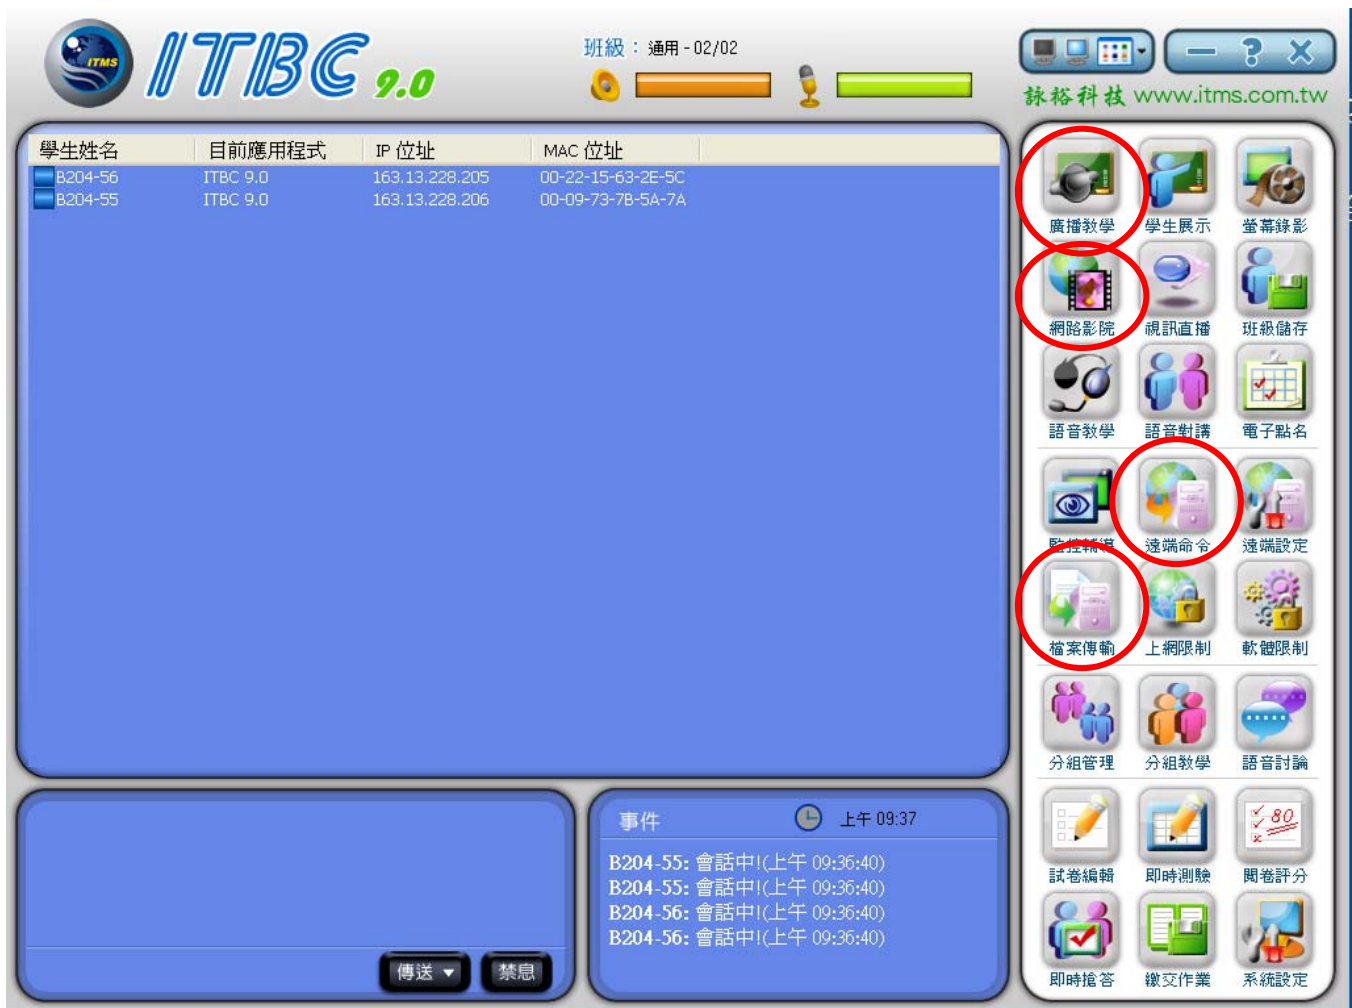 ITMS
ITBC 9.0
班級：通用 - 02/02
詠裕科技 www.itms.com.tw
學生姓名 目前應用程式 IP 位址 MAC 位址
B204-56 ITBC 9.0 163.13.228.205 00-22-15-63-2E-5C
B204-55 ITBC 9.0 163.13.228.206 00-09-73-7B-5A-7A
廣播教學 學生展示 螢幕錄影
網路影院 視訊直播 班級儲存
語音教學 語音對講 電子點名
監控輔導 遠端命令 遠端設定
檔案傳輸 上網限制 軟體限制
分組管理 分組教學 語音討論
80
試卷編輯 即時測驗 閱卷評分
即時搶答 繳交作業 系統設定
傳送 禁息
事件 上午 09:37
B204-55: 會話中!(上午 09:36:40)
B204-55: 會話中!(上午 09:36:40)
B204-56: 會話中!(上午 09:36:40)
B204-56: 會話中!(上午 09:36:40)